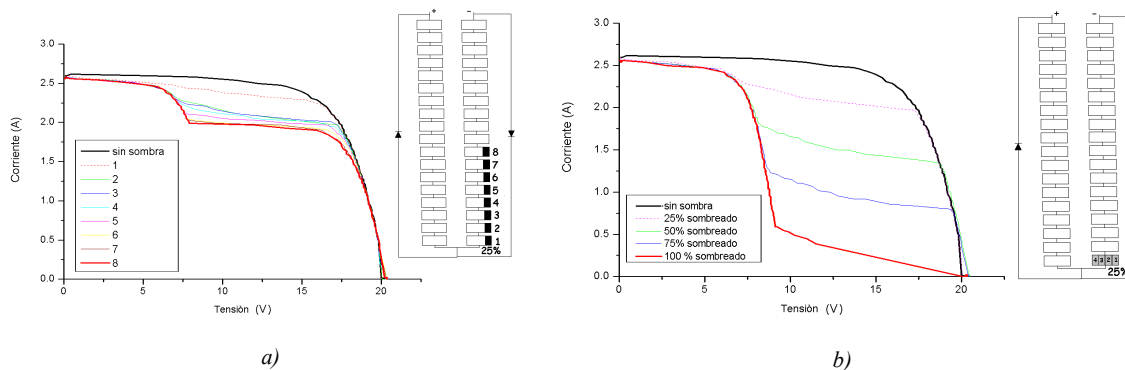 + −
3.0
2.5
2.0
1.5
1.0
0.5
0.0
Corriente (A)
sin sombra
1
2
3
4
5
6
7
8
0 5 10 15 20
Tensiòn (V)
8
7
6
5
4
3
2
1
25%
a)
+ −
3.0
2.5
2.0
1.5
1.0
0.5
0.0
Corriente (A)
sin sombra
25% sombreado
50% sombreado
75% sombreado
100 % sombreado
0 5 10 15 20
Tensiòn (V)
4 3 2 1
25%
b)